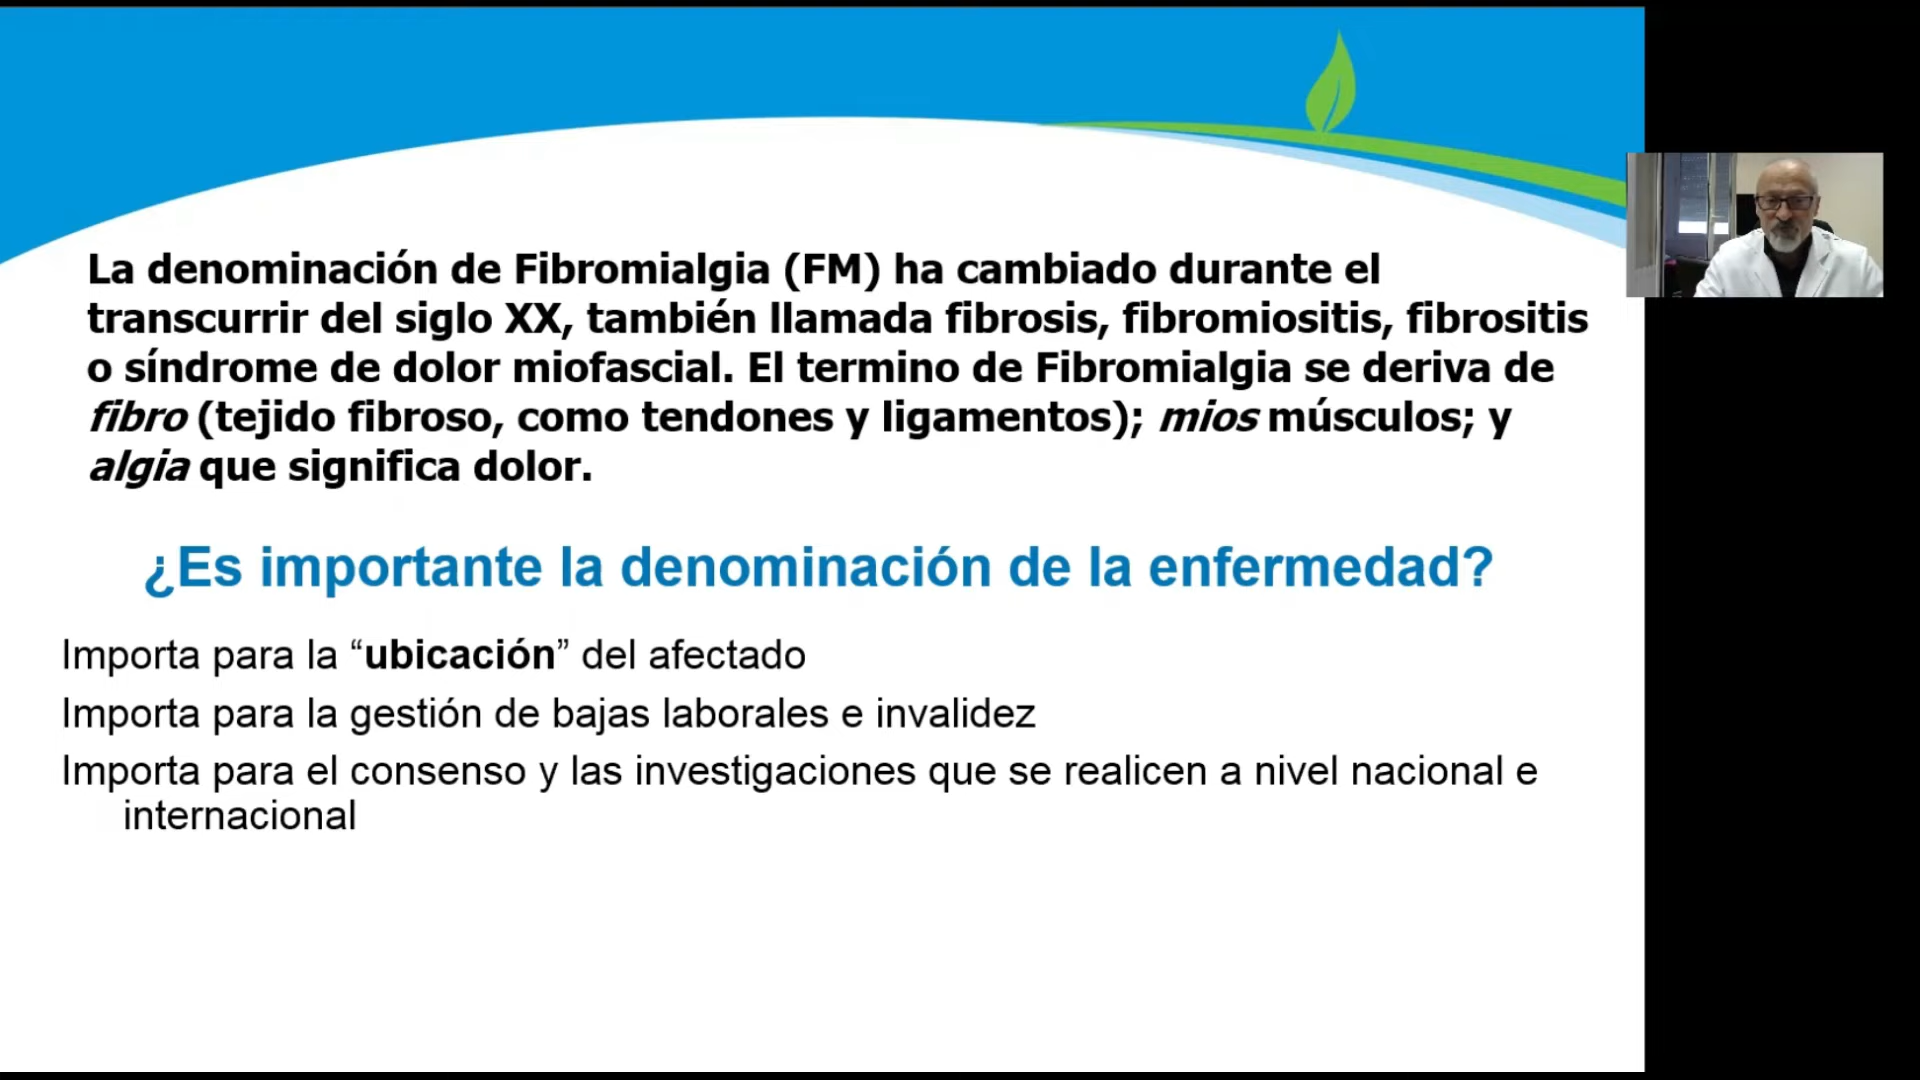 La denominación de Fibromialgia (FM) ha cambiado durante el
transcurrir del siglo XX, también llamada fibrosis, fibromiositis, fibrositis
o síndrome de dolor miofascial. El termino de Fibromialgia se deriva de
fibro (tejido fibroso, como tendones y ligamentos); mios músculos; y
algia que significa dolor.
¿Es importante la denominación de la enfermedad?
Importa para la “ubicación” del afectado
Importa para la gestión de bajas laborales e invalidez
Importa para el consenso y las investigaciones que se realicen a nivel nacional e
internacional